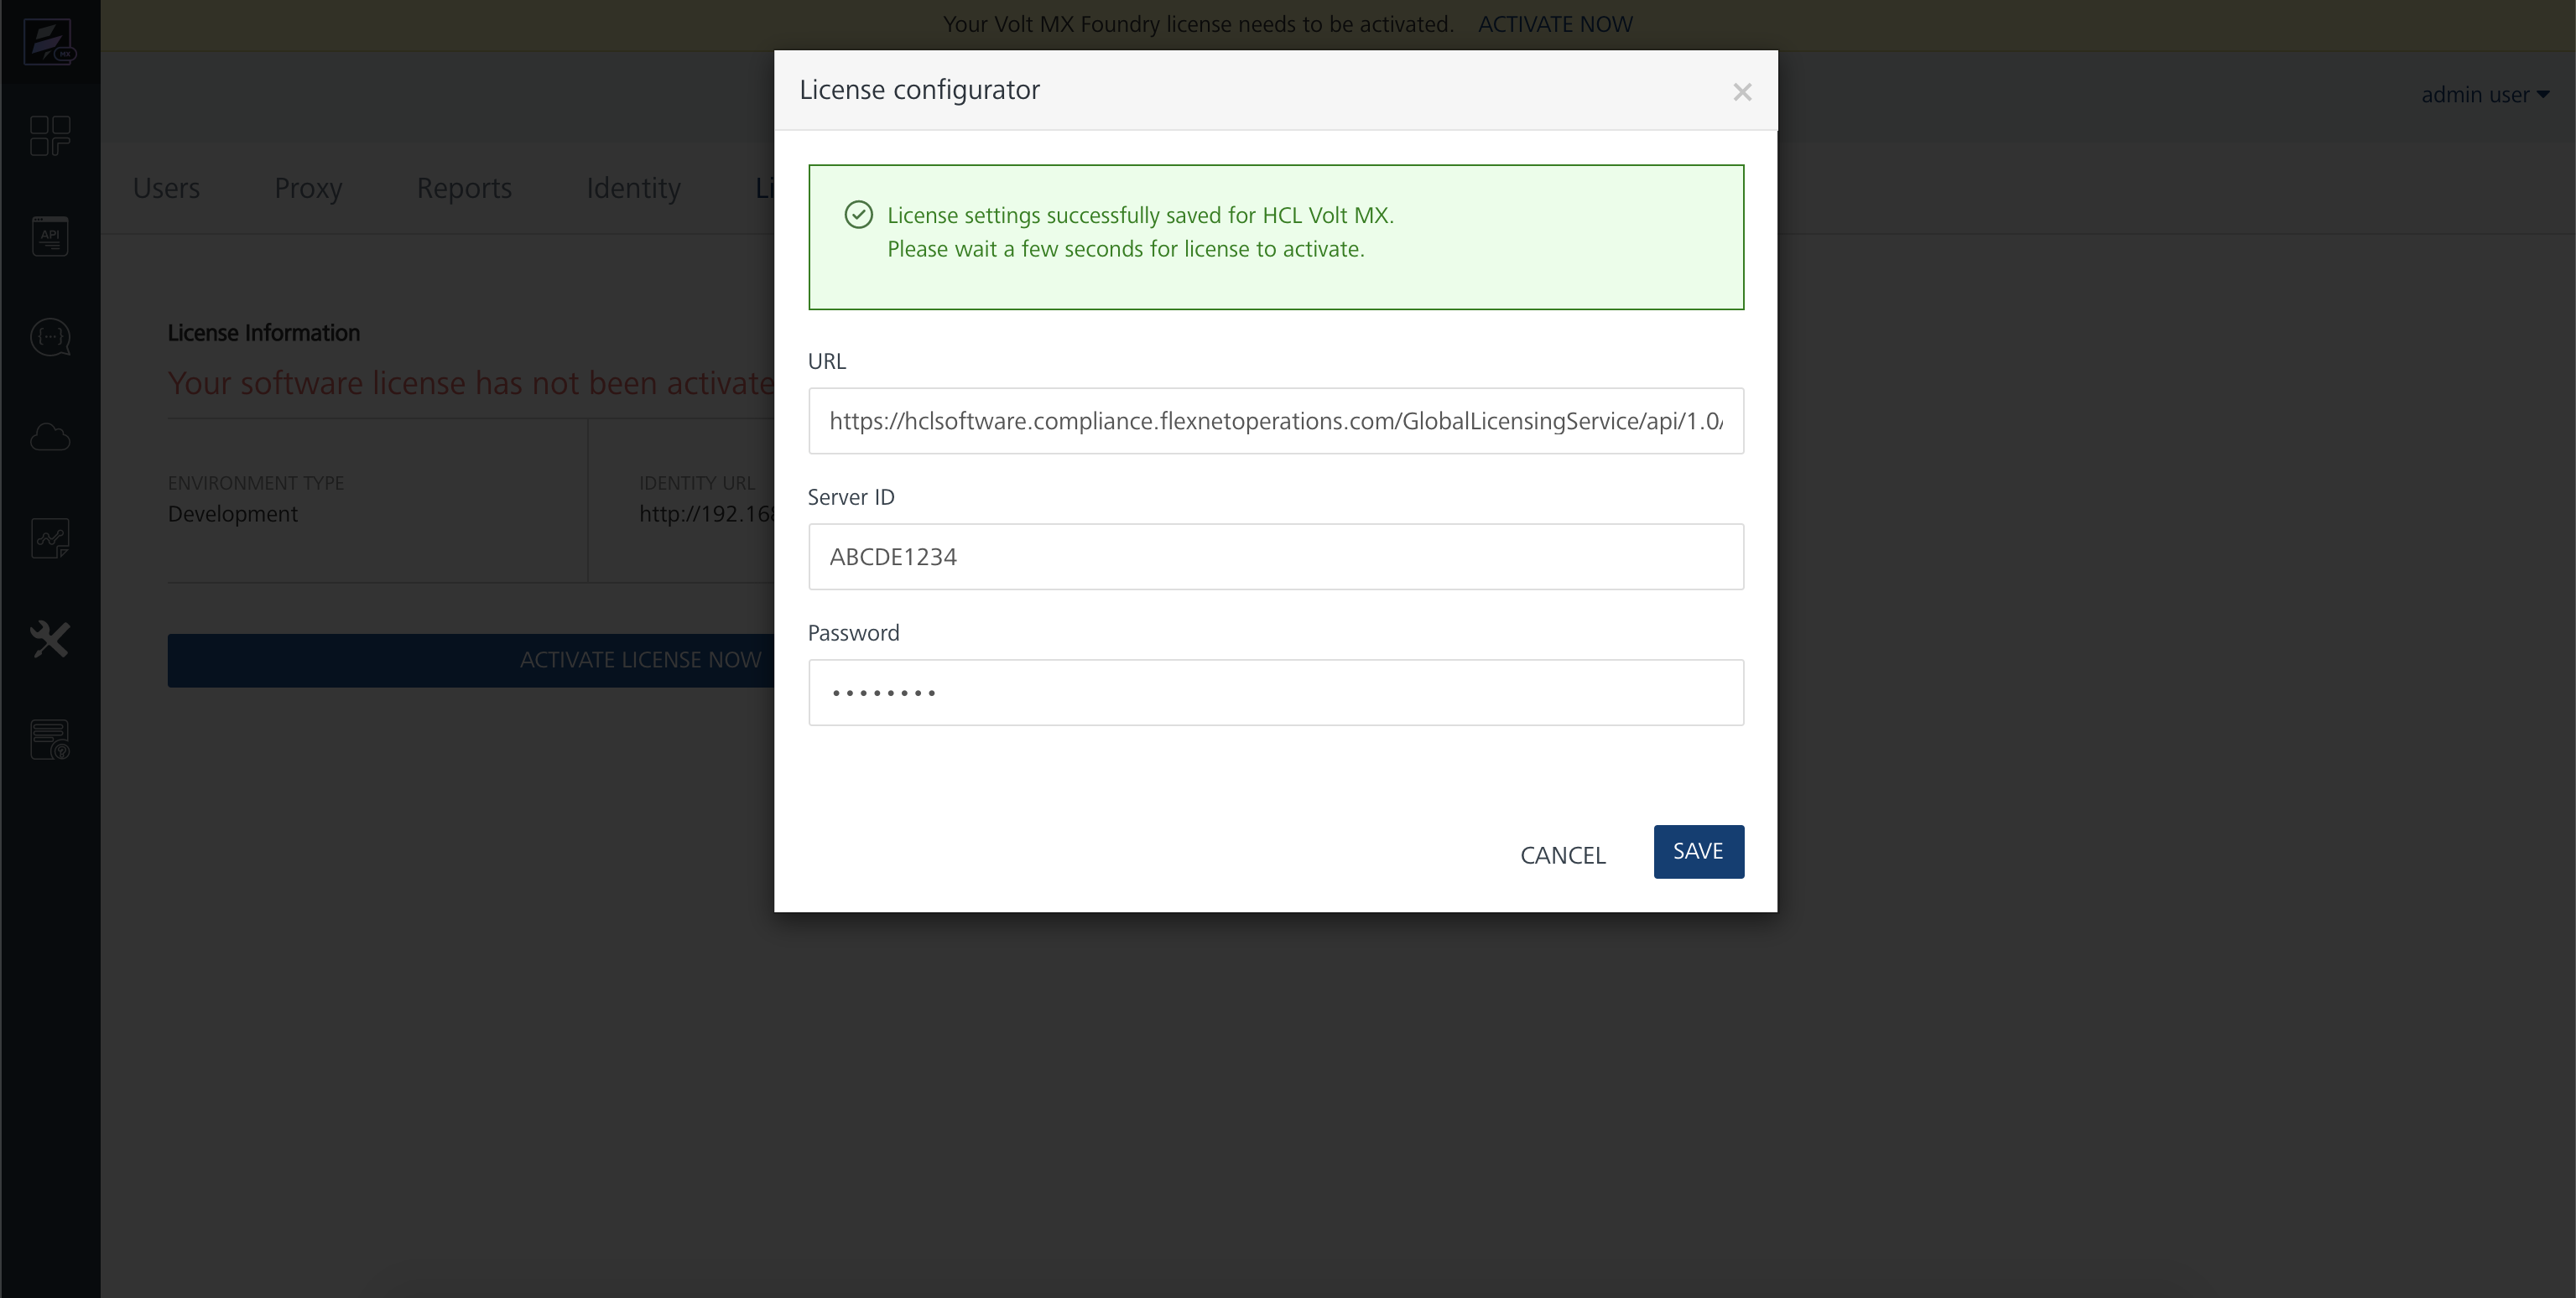 Your Volt MX Foundry license needs to be activated. ACTIVATE NOW
MX
License configurator
admin user
Users Proxy Reports Identity Li
API
License settings successfully saved for HCL Volt MX.
Please wait a few seconds for license to activate.
License Information
Your software license has not been activate
URL
https://hclsoftware.compliance.flexnetoperations.com/GlobalLicensingService/api/1.0/
ENVIRONMENT TYPE
Development
IDENTITY URL
http://192.168
Server ID
ABCDE1234
Password
••••••••
ACTIVATE LICENSE NOW
CANCEL SAVE